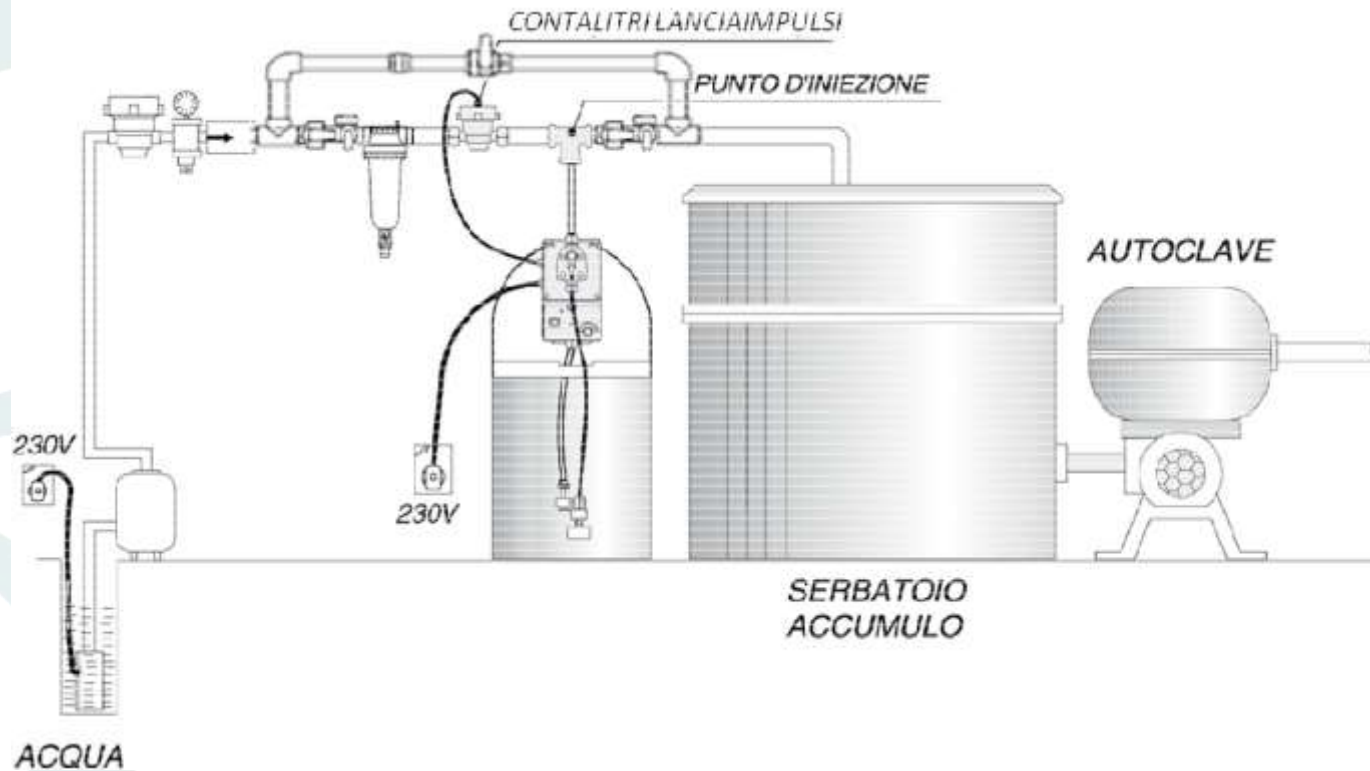 CONTALITRI LANCIAIMPULSI
PUNTO D'INIEZIONE
AUTOCLAVE
230V
230V
SERBATOIO
ACCUMULO
ACQUA